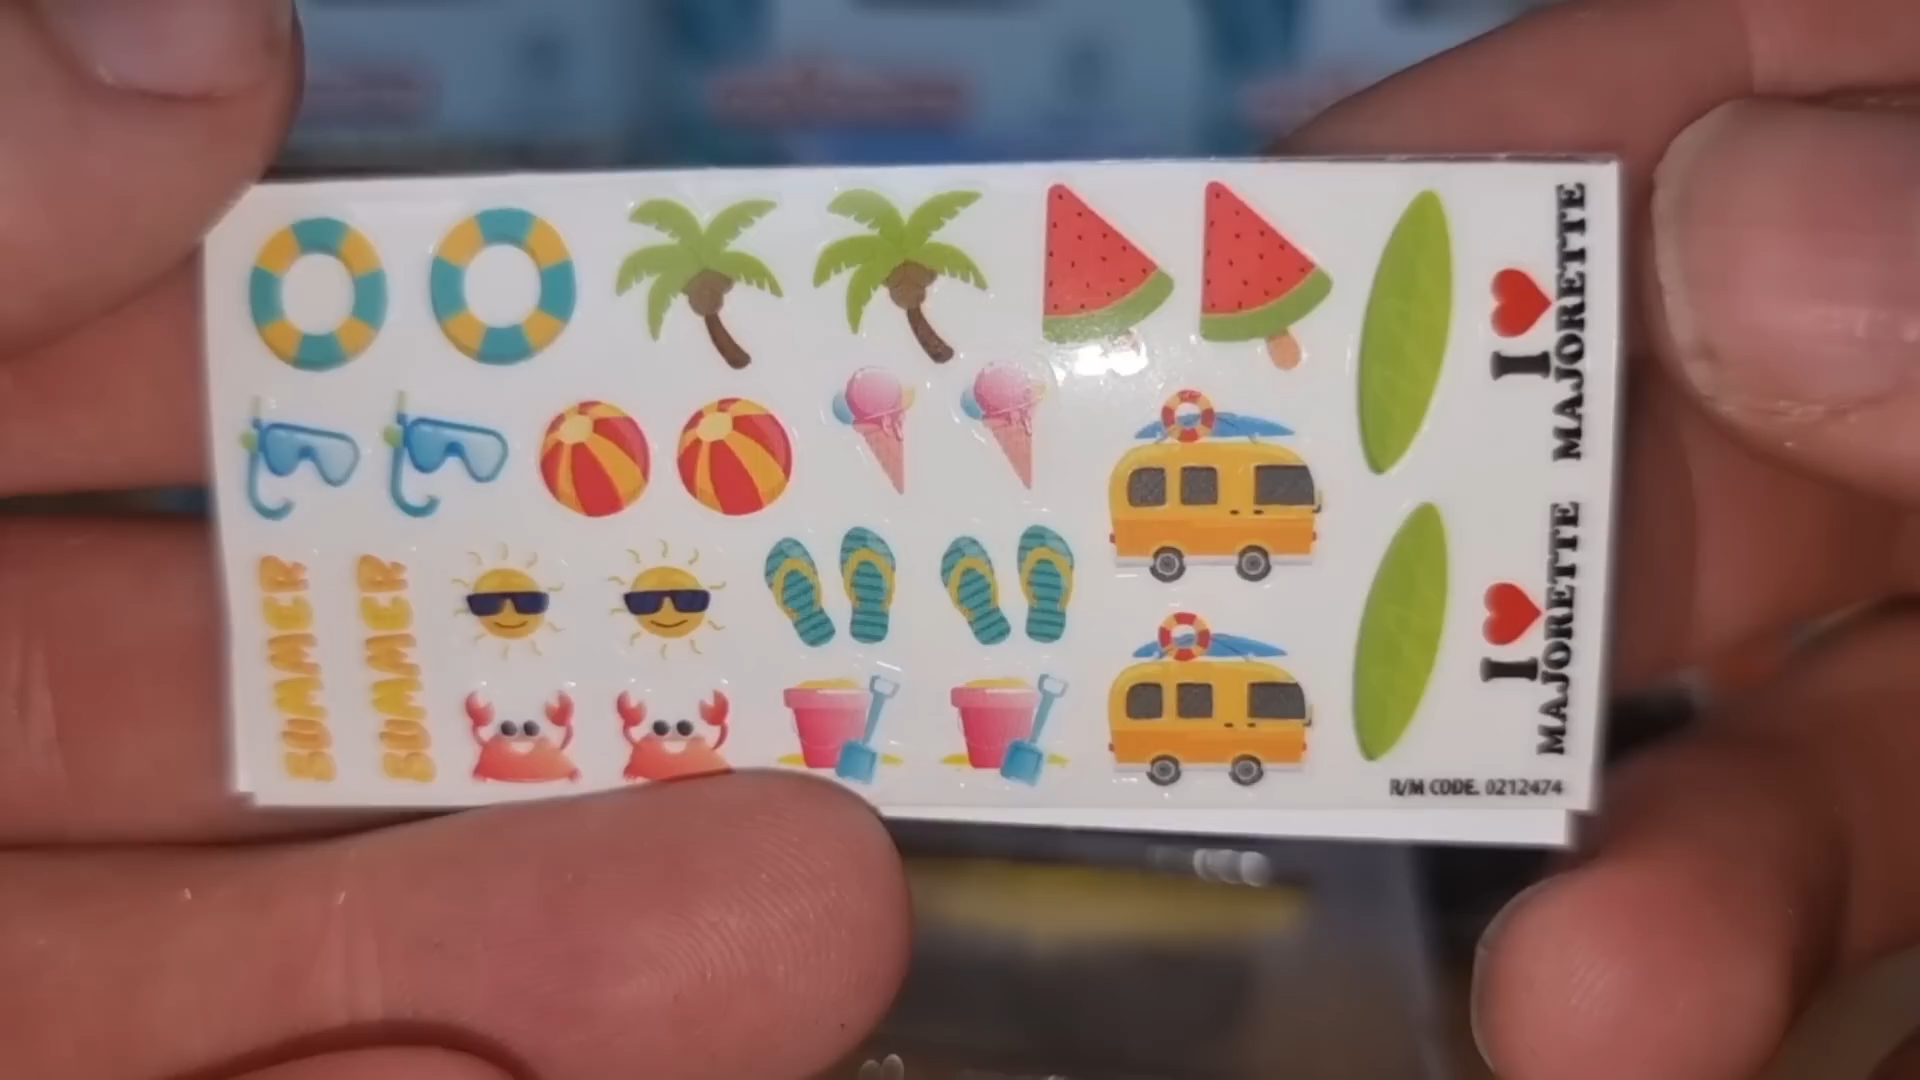 I ❤
MAJORETTE
I ❤
MAJORETTE
SUMMER
SUMMER
R/M CODE. 0212474